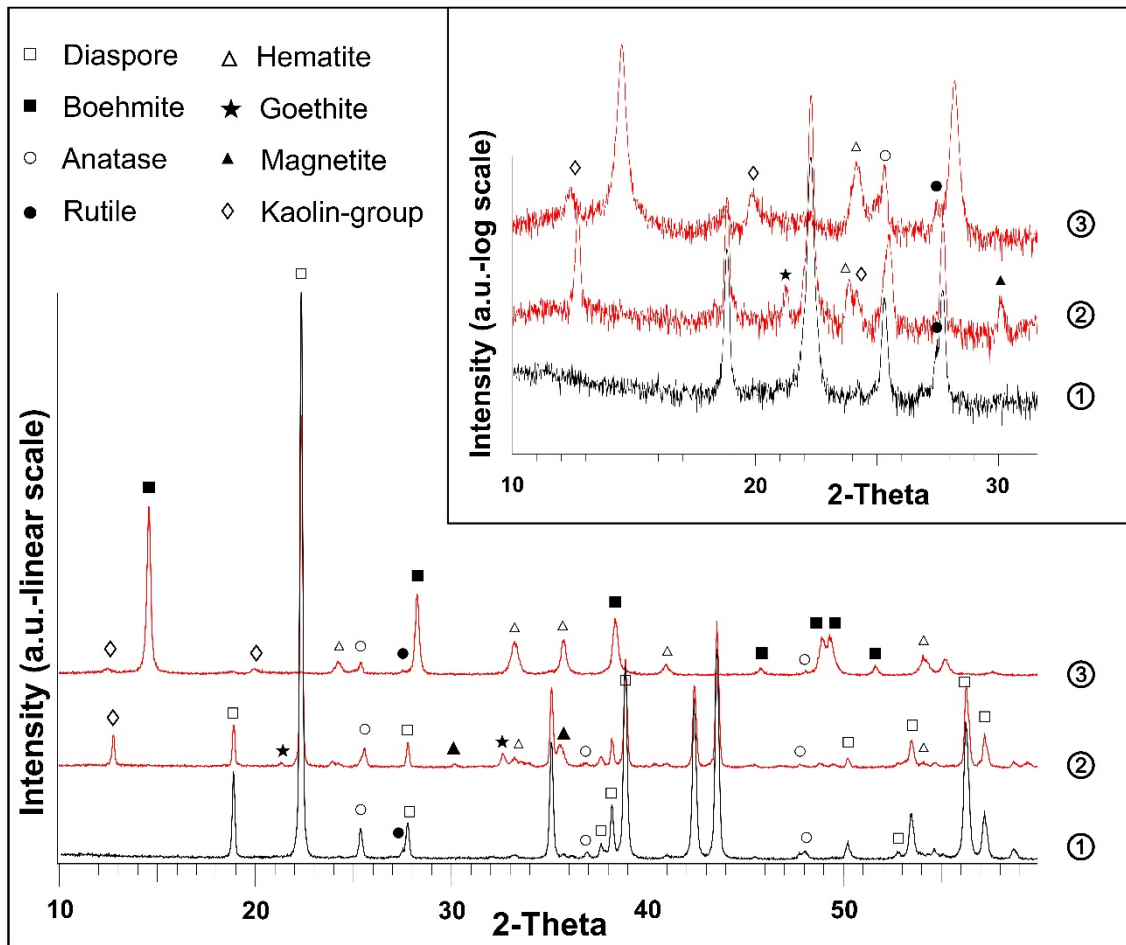 □ Diaspore △ Hematite
■ Boehmite ★ Goethite
○ Anatase ▲ Magnetite
● Rutile ◇ Kaolin-group
Intensity (a.u.-log scale)
③
②
①
10 20 30
2-Theta
Intensity (a.u.-linear scale)
③
②
①
10 20 30 40 50
2-Theta